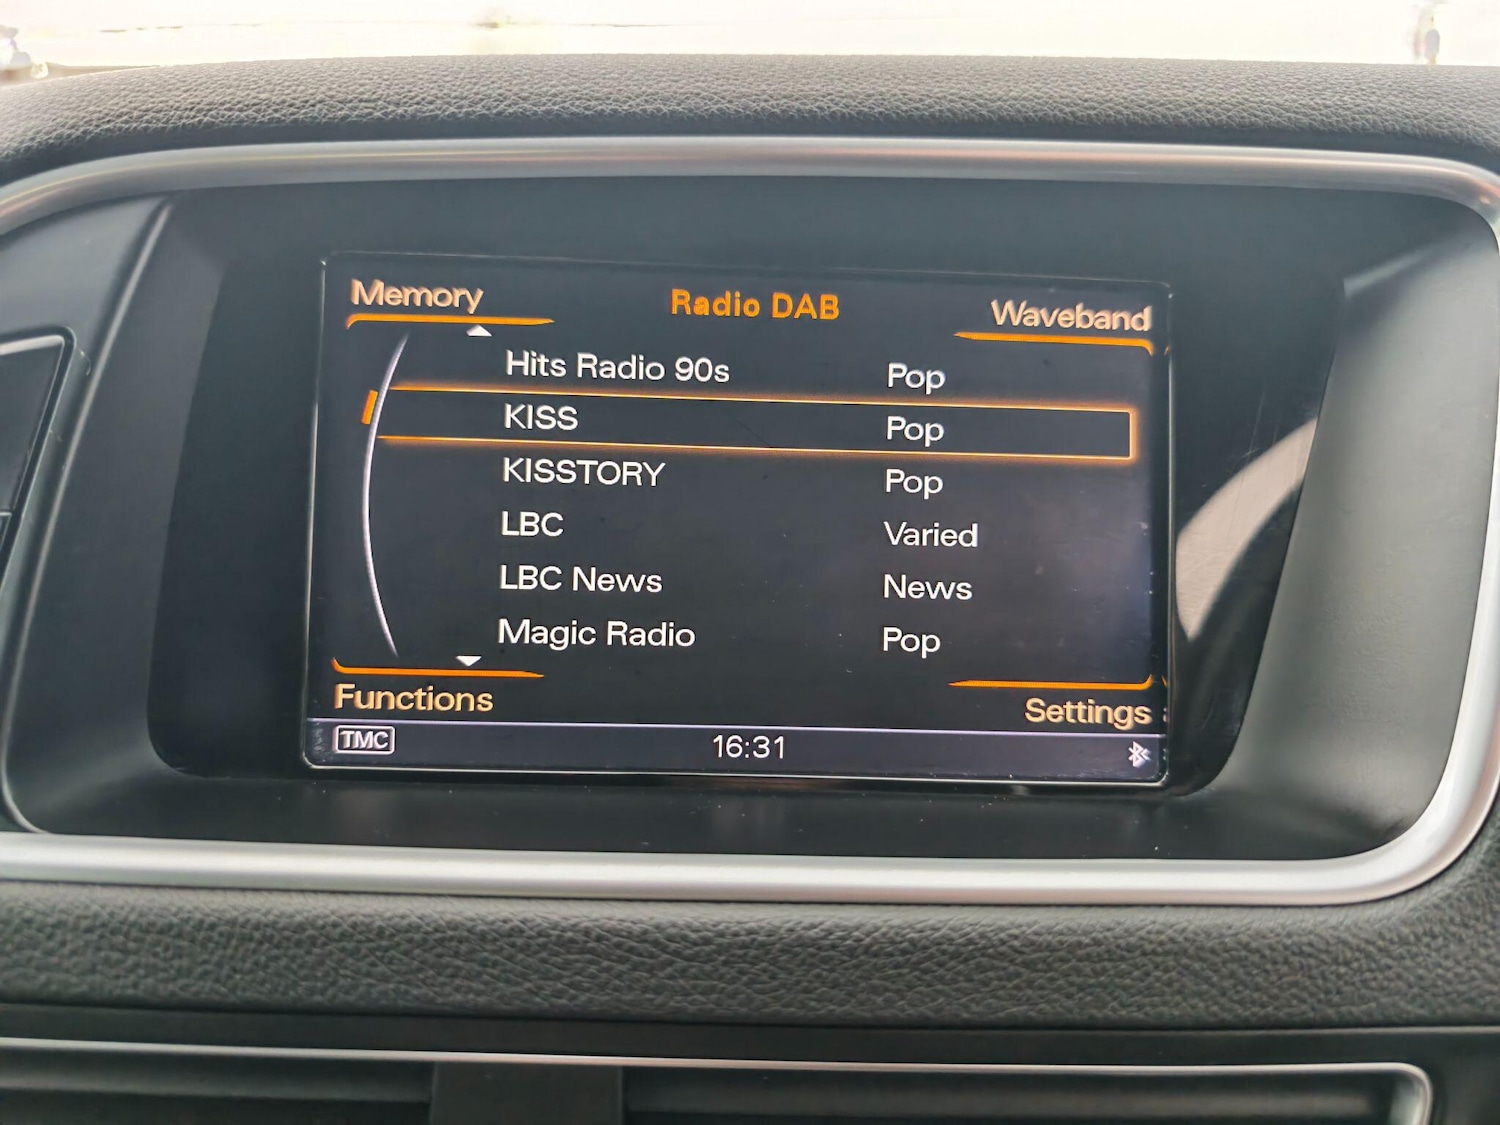 Memory Radio DAB Waveband
Hits Radio 90s Pop
KISS Pop
KISSTORY Pop
LBC Varied
LBC News News
Magic Radio Pop
Functions Settings
TMC 16:31